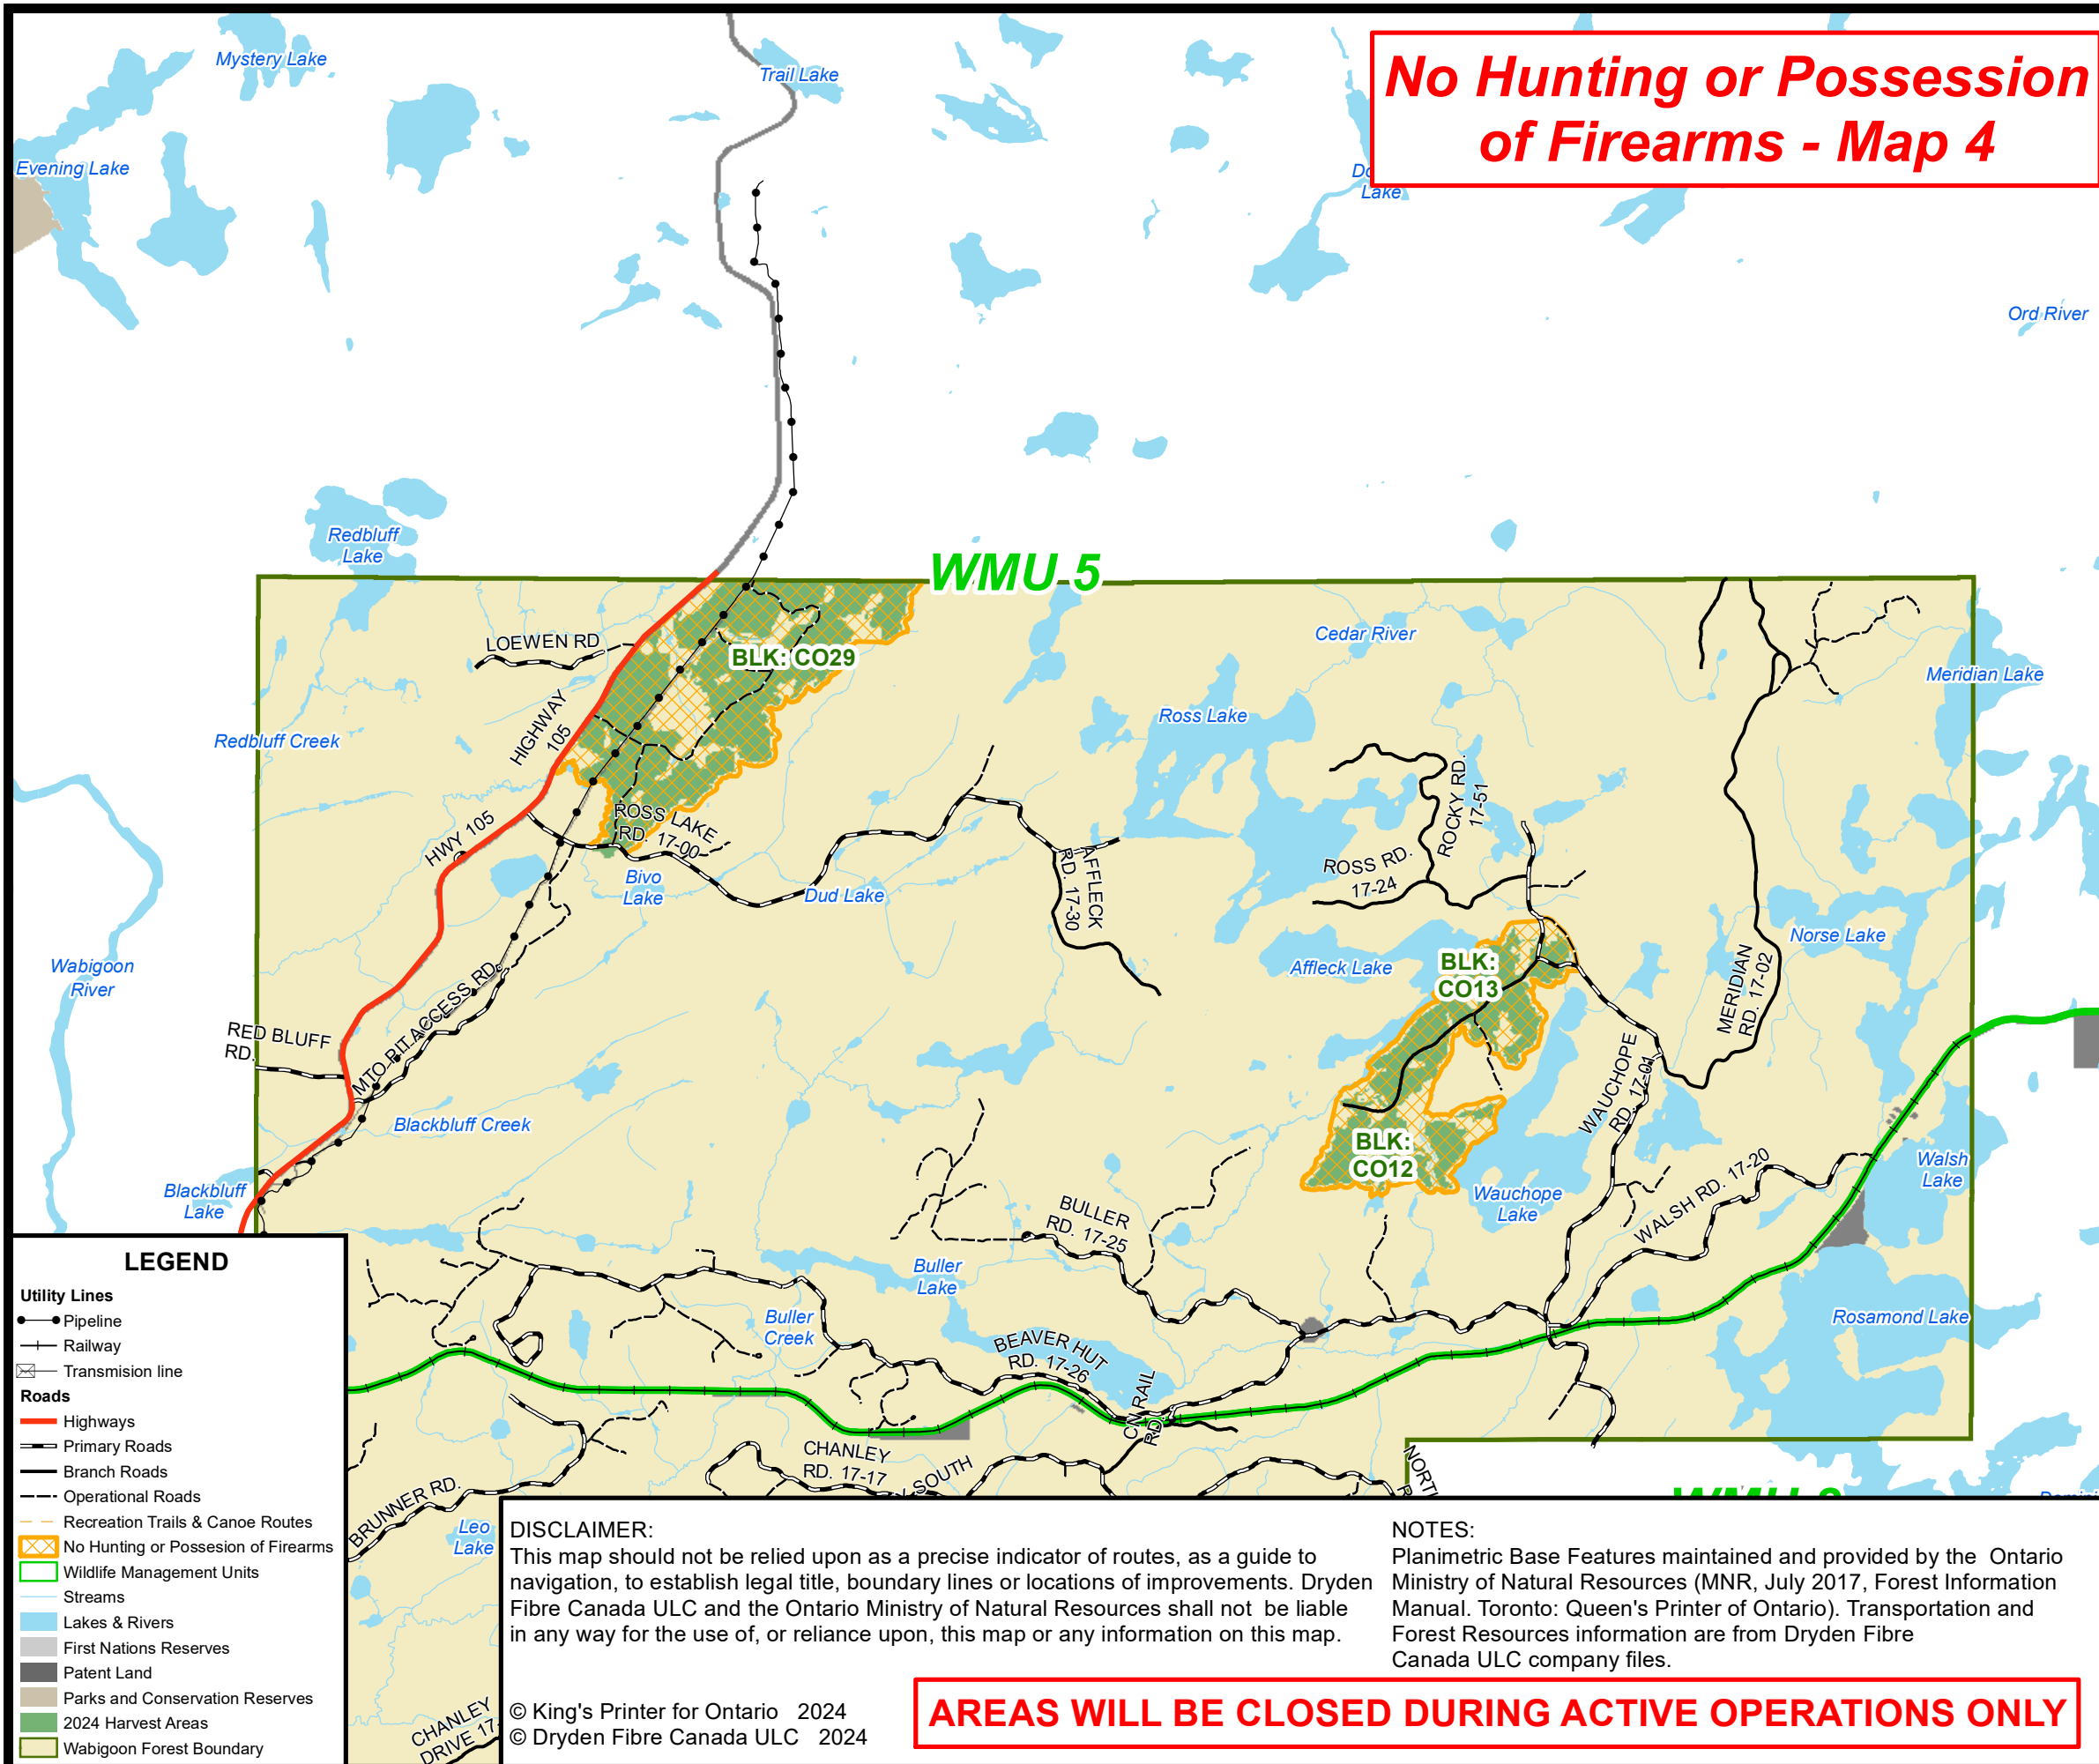 No Hunting or Possession
of Firearms - Map 4
Mystery Lake
Trail Lake
Evening Lake
Lake
Ord River
Redbluff
Lake
WMU 5
LOEWEN RD
BLK: CO29
Cedar River
Meridian Lake
Redbluff Creek
HIGHWAY
105
Ross Lake
ROCKY RD.
17-51
HWY 105
ROSS LAKE
RD. 17-00
Bivo
Lake
Dud Lake
AFFLECK
RD. 17-30
ROSS RD.
17-24
Norse Lake
Wabigoon
River
Affleck Lake
BLK:
CO13
MERIDIAN
RD. 17-02
RED BLUFF
RD.
MTO PIT ACCESS RD.
WAUCHOPE
RD. 17-01
Blackbluff Creek
BLK:
CO12
Blackbluff
Lake
Wauchope
Lake
WALSH RD. 17-20
Walsh
Lake
BULLER
RD. 17-25
Buller
Lake
Buller
Creek
BEAVER HUT
RD. 17-26
Rosamond Lake
CN RAIL
RD.
CHANLEY
RD. 17-17
SOUTH
BRUNNER RD.
Leo
Lake
CHANLEY
DRIVE 17-
LEGEND
Utility Lines
Pipeline
Railway
Transmision line
Roads
Highways
Primary Roads
Branch Roads
Operational Roads
Recreation Trails & Canoe Routes
No Hunting or Possesion of Firearms
Wildlife Management Units
Streams
Lakes & Rivers
First Nations Reserves
Patent Land
Parks and Conservation Reserves
2024 Harvest Areas
Wabigoon Forest Boundary
DISCLAIMER:
This map should not be relied upon as a precise indicator of routes, as a guide to
navigation, to establish legal title, boundary lines or locations of improvements. Dryden
Fibre Canada ULC and the Ontario Ministry of Natural Resources shall not be liable
in any way for the use of, or reliance upon, this map or any information on this map.
© King's Printer for Ontario 2024
© Dryden Fibre Canada ULC 2024
NOTES:
Planimetric Base Features maintained and provided by the Ontario
Ministry of Natural Resources (MNR, July 2017, Forest Information
Manual. Toronto: Queen's Printer of Ontario). Transportation and
Forest Resources information are from Dryden Fibre
Canada ULC company files.
AREAS WILL BE CLOSED DURING ACTIVE OPERATIONS ONLY